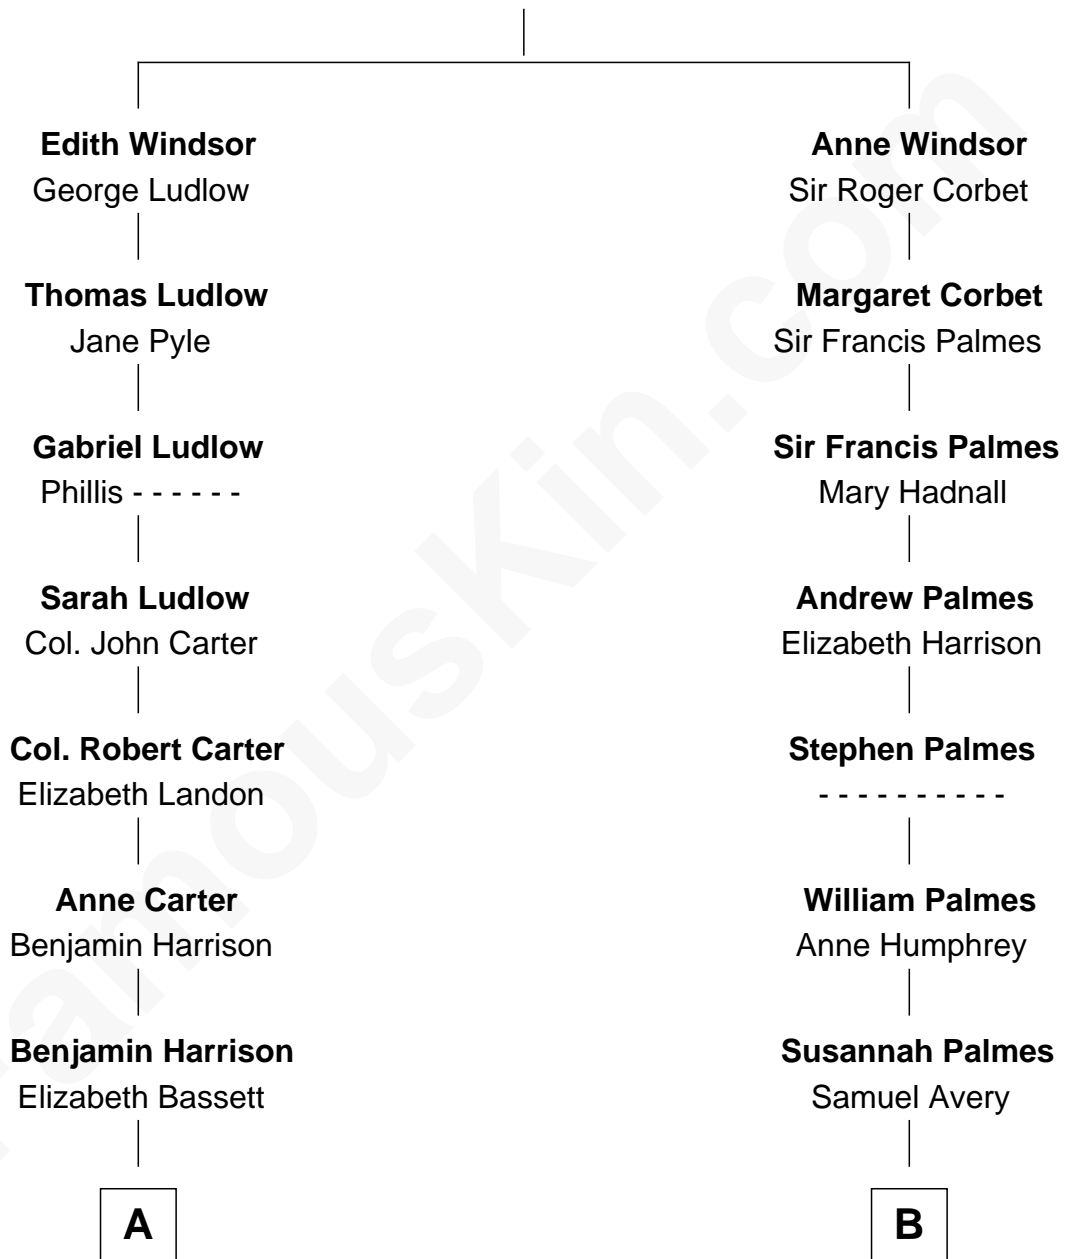 Edith Windsor
George Ludlow
Anne Windsor
Sir Roger Corbet
Thomas Ludlow
Jane Pyle
Margaret Corbet
Sir Francis Palmes
Gabriel Ludlow
Phillis - - - - - -
Sir Francis Palmes
Mary Hadnall
Sarah Ludlow
Col. John Carter
Andrew Palmes
Elizabeth Harrison
Col. Robert Carter
Elizabeth Landon
Stephen Palmes
- - - - - - - - - -
Anne Carter
Benjamin Harrison
William Palmes
Anne Humphrey
Benjamin Harrison
Elizabeth Bassett
Susannah Palmes
Samuel Avery
A
B
FamousKin.com